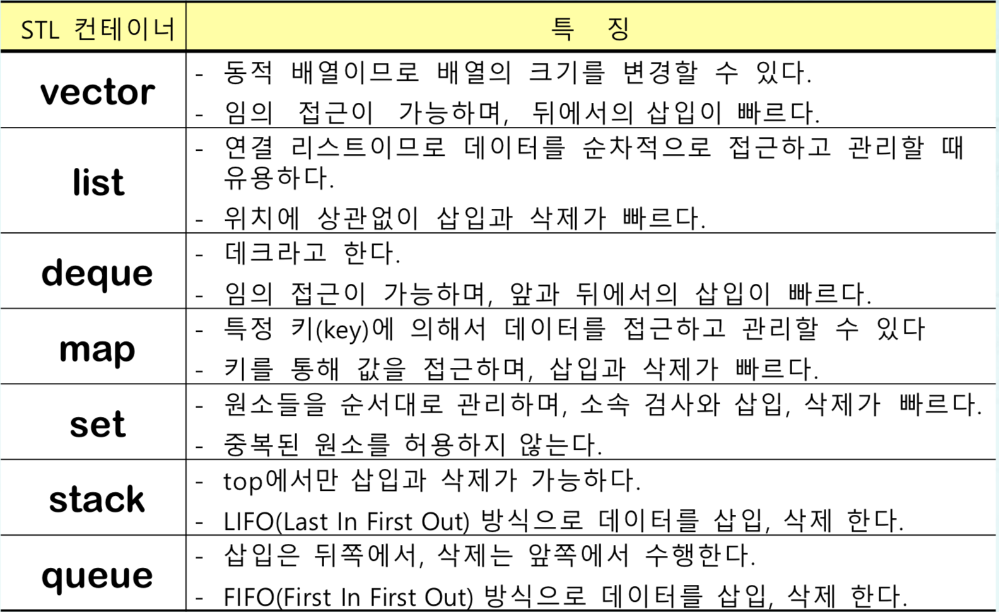 STL 컨테이너
특 징
vector
- 동적 배열이므로 배열의 크기를 변경할 수 있다.
- 임의 접근이 가능하며, 뒤에서의 삽입이 빠르다.
list
- 연결 리스트이므로 데이터를 순차적으로 접근하고 관리할 때
유용하다.
- 위치에 상관없이 삽입과 삭제가 빠르다.
deque
- 데크라고 한다.
- 임의 접근이 가능하며, 앞과 뒤에서의 삽입이 빠르다.
map
- 특정 키(key)에 의해서 데이터를 접근하고 관리할 수 있다
- 키를 통해 값을 접근하며, 삽입과 삭제가 빠르다.
set
- 원소들을 순서대로 관리하며, 소속 검사와 삽입, 삭제가 빠르다.
- 중복된 원소를 허용하지 않는다.
stack
- top에서만 삽입과 삭제가 가능하다.
- LIFO(Last In First Out) 방식으로 데이터를 삽입, 삭제 한다.
queue
- 삽입은 뒤쪽에서, 삭제는 앞쪽에서 수행한다.
- FIFO(First In First Out) 방식으로 데이터를 삽입, 삭제 한다.